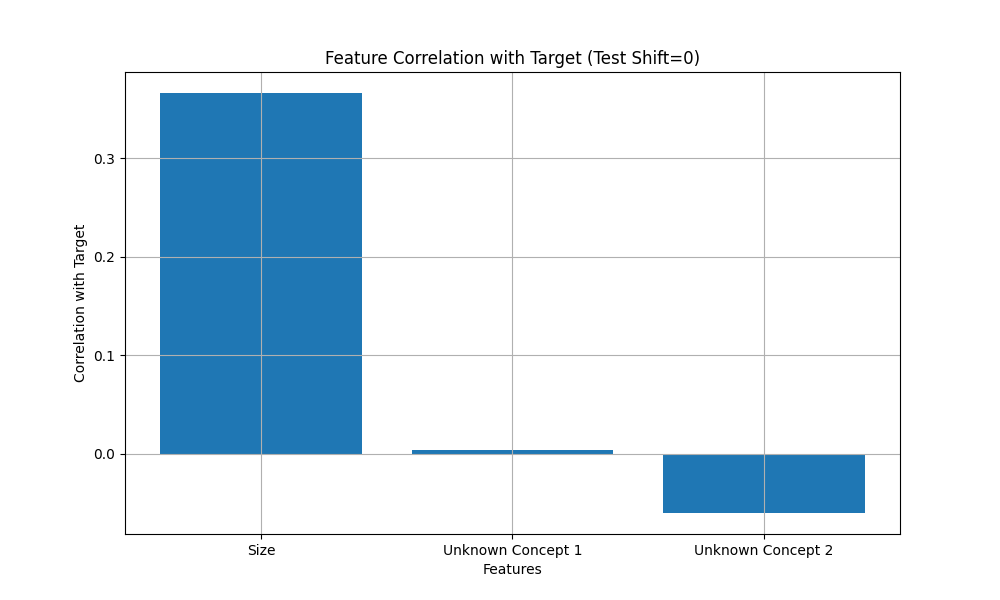 Feature Correlation with Target (Test Shift=0)
Correlation with Target
0.3
0.2
0.1
0.0
Size
Unknown Concept 1
Unknown Concept 2
Features